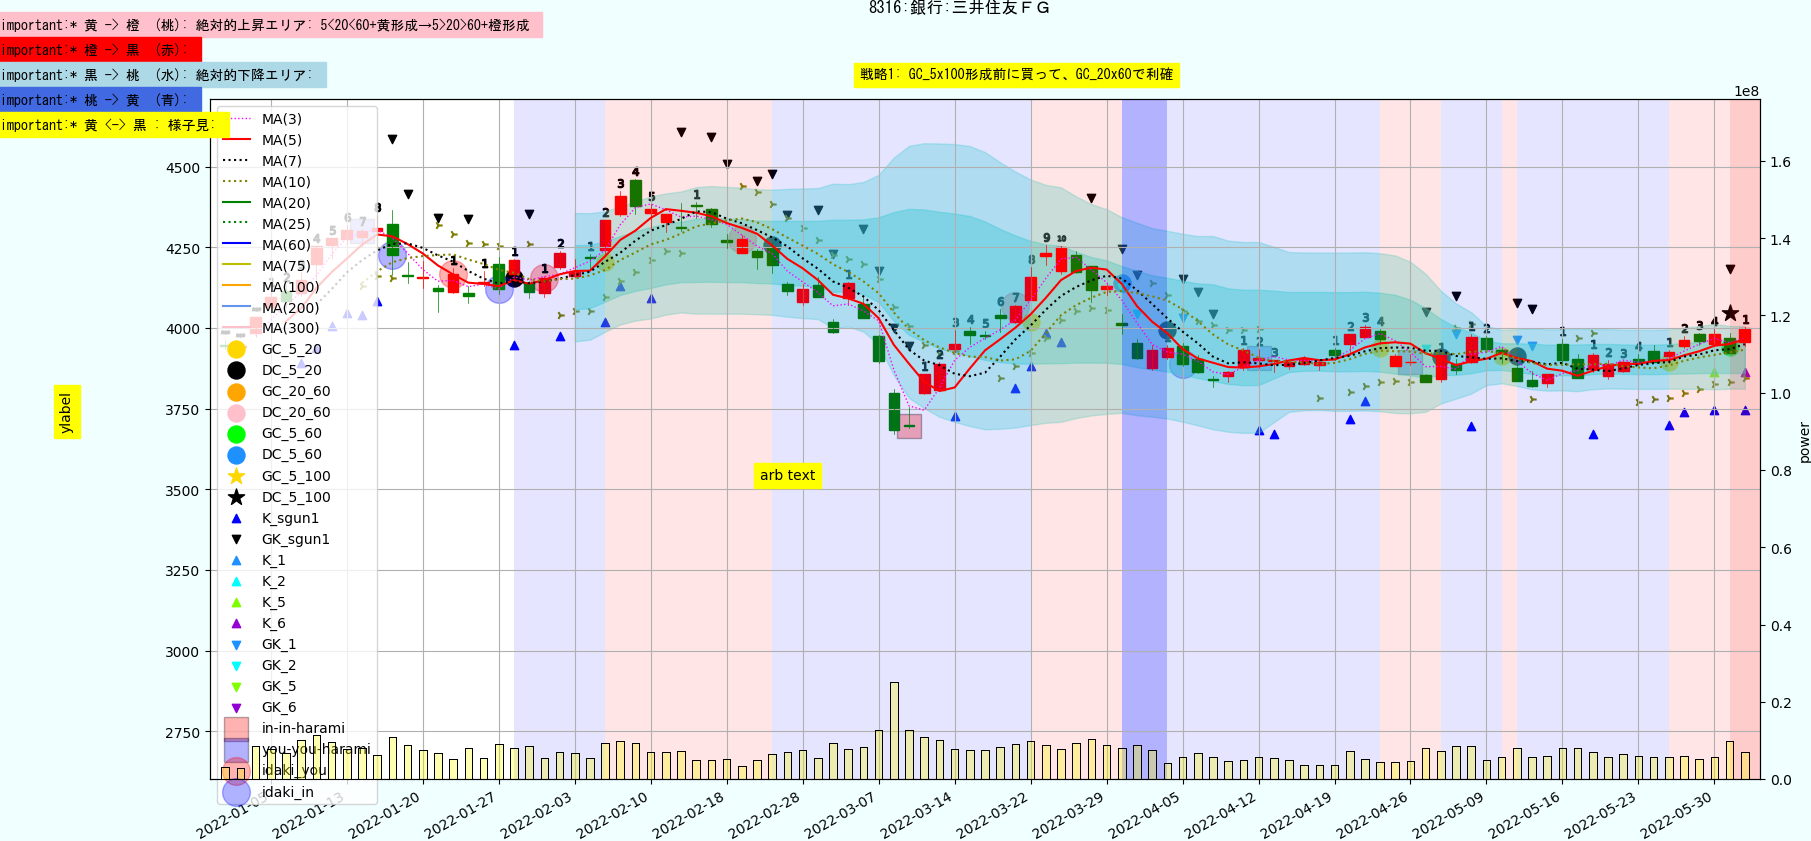 8316:銀行:三井住友ＦＧ
important:* 黄 -> 橙 (桃): 絶対的上昇エリア: 5<20<60+黄形成→5>20>60+橙形成
important:* 橙 -> 黒 (赤):
important:* 黒 -> 桃 (水): 絶対的下降エリア:
important:* 桃 -> 黄 (青):
important:* 黄 <-> 黒 : 様子見:
戦略1: GC_5x100形成前に買って、GC_20x60で利確
1e8
MA(3)
MA(5)
MA(7)
MA(10)
MA(20)
MA(25)
MA(60)
MA(75)
MA(100)
MA(200)
MA(300)
GC_5_20
DC_5_20
GC_20_60
DC_20_60
GC_5_60
DC_5_60
GC_5_100
DC_5_100
K_sgun1
GK_sgun1
K_1
K_2
K_5
K_6
GK_1
GK_2
GK_5
GK_6
in-in-harami
you-you-harami
idaki_you
idaki_in
4500
4250
4000
3750
3500
3250
3000
2750
ylabel
arb text
1.6
1.4
1.2
1.0
0.8
0.6
0.4
0.2
0.0
power
2022-01-05
2022-01-13
2022-01-20
2022-01-27
2022-02-03
2022-02-10
2022-02-18
2022-02-28
2022-03-07
2022-03-14
2022-03-22
2022-03-29
2022-04-05
2022-04-12
2022-04-19
2022-04-26
2022-05-09
2022-05-16
2022-05-23
2022-05-30